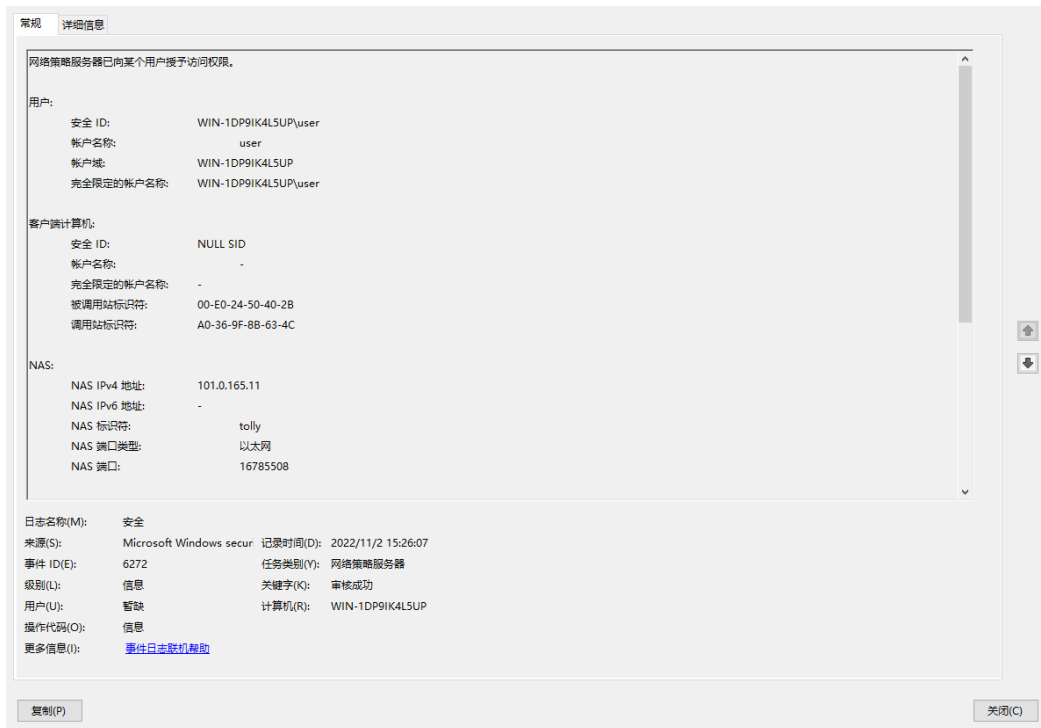 常规 详细信息
网络策略服务器已向某个用户授予访问权限。
用户:
安全 ID: WIN-1DP9IK4L5UP\user
帐户名称: user
帐户域: WIN-1DP9IK4L5UP
完全限定的帐户名称: WIN-1DP9IK4L5UP\user
客户端计算机:
安全 ID: NULL SID
帐户名称: -
完全限定的帐户名称: -
被调用站标识符: 00-E0-24-50-40-2B
调用站标识符: A0-36-9F-8B-63-4C
NAS:
NAS IPv4 地址: 101.0.165.11
NAS IPv6 地址: -
NAS 标识符: tolly
NAS 端口类型: 以太网
NAS 端口: 16785508
日志名称(M): 安全
来源(S): Microsoft Windows secur 记录时间(D): 2022/11/2 15:26:07
事件 ID(E): 6272 任务类别(Y): 网络策略服务器
级别(L): 信息 关键字(K): 审核成功
用户(U): 暂缺 计算机(R): WIN-1DP9IK4L5UP
操作代码(O): 信息
更多信息(I): 事件日志联机帮助
复制(P) 关闭(C)